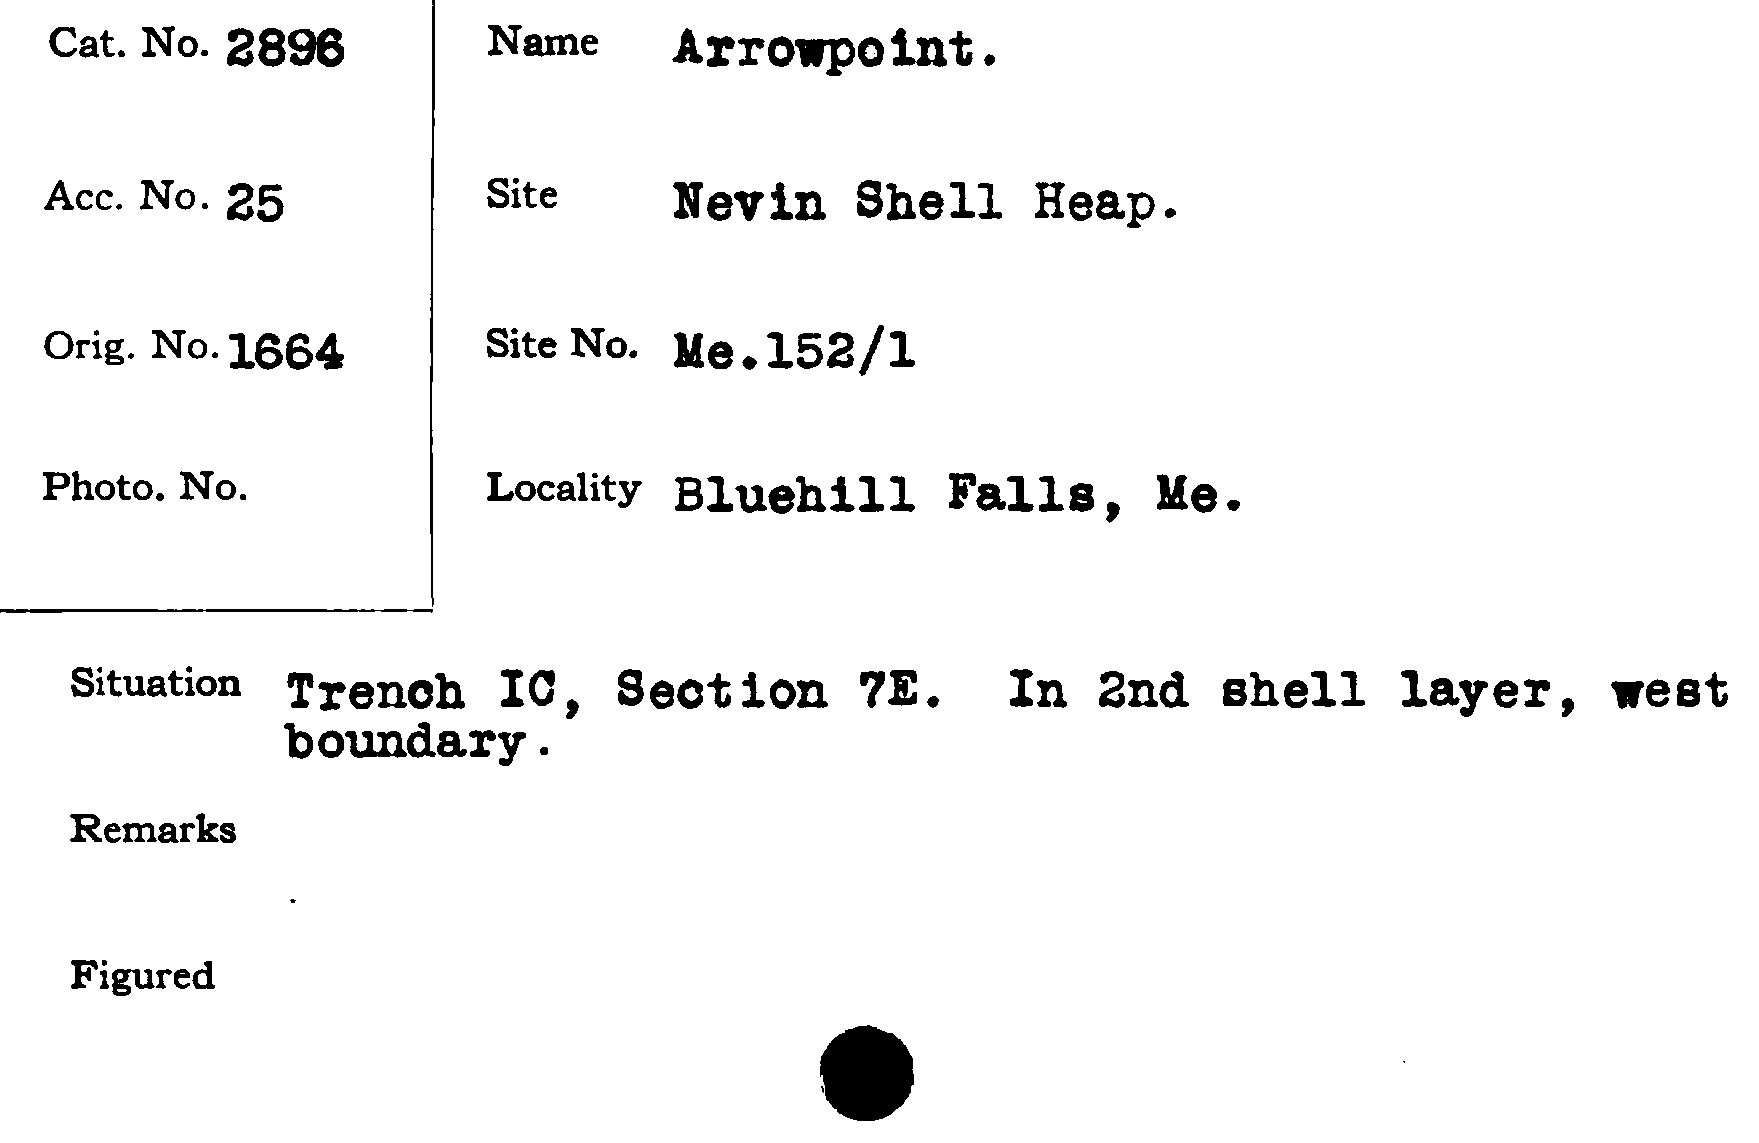 Cat. No. 2896
Acc. No. 25
Orig. No. 1664
Photo. No.
Name Arrowpoint.
Site Nevin Shell Heap.
Site No. Me.152/1
Locality Bluehill Falls, Me.
Situation Trench IC, Section 7E. In 2nd shell layer, west
boundary.
Remarks
Figured